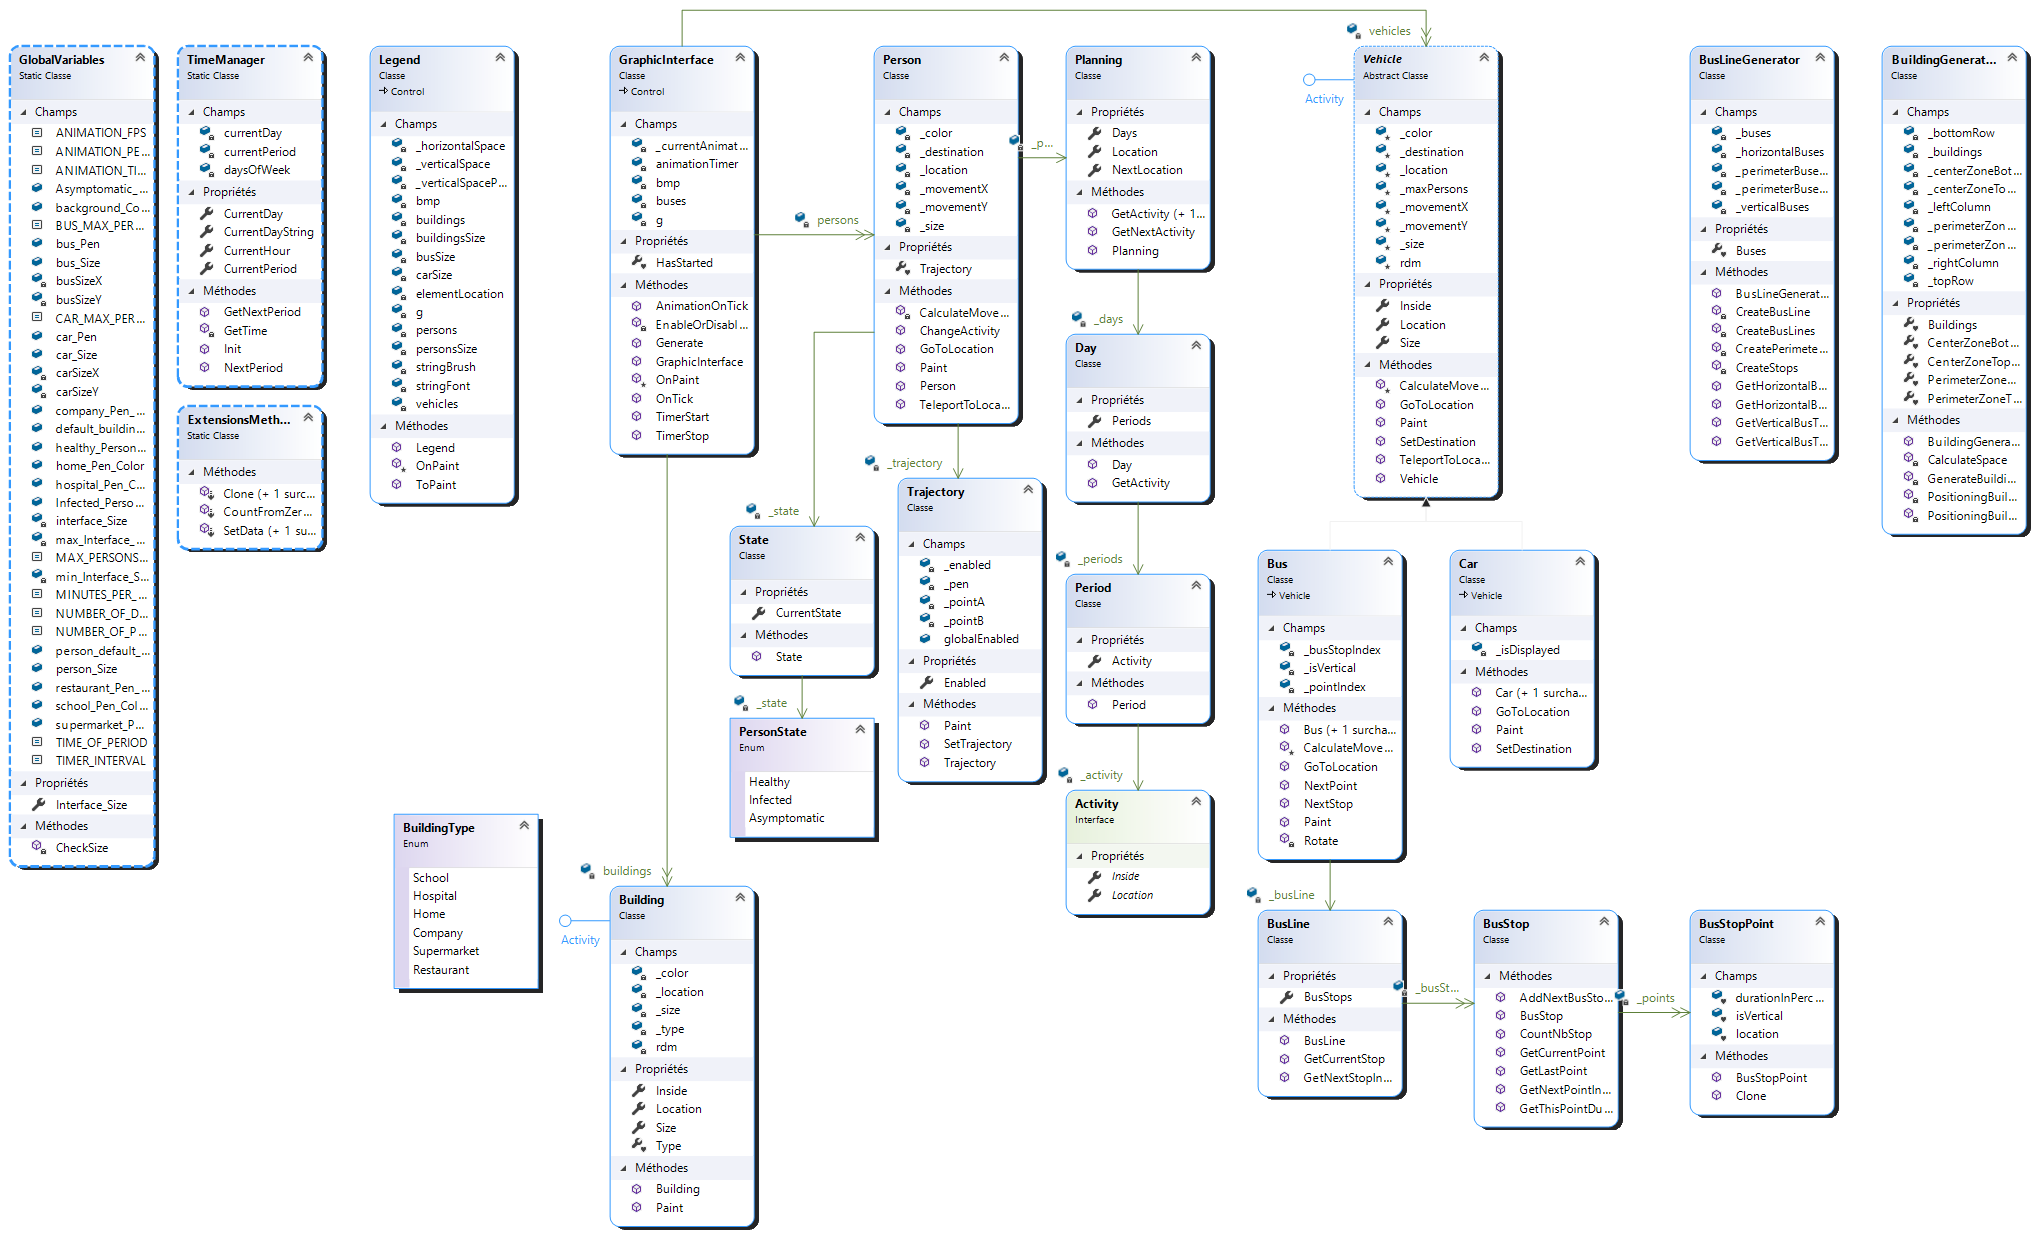 GlobalVariables
Static Classe
Champs
ANIMATION_FPS
ANIMATION_PE...
ANIMATION_TI...
Asymptomatic_...
background_Co...
BUS_MAX_PER...
bus_Pen
bus_Size
busSizeX
busSizeY
CAR_MAX_PER...
car_Pen
car_Size
carSizeX
carSizeY
company_Pen_...
default_buildin...
healthy_Person...
home_Pen_Color
hospital_Pen_C...
Infected_Perso...
interface_Size
max_Interface_...
MAX_PERSONS...
min_Interface_S...
MINUTES_PER_...
NUMBER_OF_D...
NUMBER_OF_P...
person_default_...
person_Size
restaurant_Pen_...
school_Pen_Col...
supermarket_P...
TIME_OF_PERIOD
TIMER_INTERVAL
Propriétés
Interface_Size
Méthodes
CheckSize
TimeManager
Static Classe
Champs
currentDay
currentPeriod
daysOfWeek
Propriétés
CurrentDay
CurrentDayString
CurrentHour
CurrentPeriod
Méthodes
GetNextPeriod
GetTime
Init
NextPeriod
ExtensionsMeth...
Static Classe
Méthodes
Clone (+ 1 surc...
CountFromZer...
SetData (+ 1 su...
Legend
Classe
Control
Champs
_horizontalSpace
_verticalSpace
_verticalSpaceP...
bmp
buildings
buildingsSize
busSize
carSize
elementLocation
g
persons
personsSize
stringBrush
stringFont
vehicles
Méthodes
Legend
OnPaint
ToPaint
BuildingType
Enum
School
Hospital
Home
Company
Supermarket
Restaurant
GraphicInterface
Classe
Control
Champs
_currentAnimat...
animationTimer
bmp
buses
g
Propriétés
HasStarted
Méthodes
AnimationOnTick
EnableOrDisabl...
Generate
GraphicInterface
OnPaint
OnTick
TimerStart
TimerStop
persons
vehicles
buildings
Activity
Building
Classe
Champs
_color
_location
_size
_type
rdm
Propriétés
Inside
Location
Size
Type
Méthodes
Building
Paint
Person
Classe
Champs
_color
_destination
_location
_movementX
_movementY
_size
Propriétés
Trajectory
Méthodes
CalculateMove...
ChangeActivity
GoToLocation
Paint
Person
TeleportToLoca...
_p...
_state
State
Classe
Propriétés
CurrentState
Méthodes
State
_state
PersonState
Enum
Healthy
Infected
Asymptomatic
_trajectory
Trajectory
Classe
Champs
_enabled
_pen
_pointA
_pointB
globalEnabled
Propriétés
Enabled
Méthodes
Paint
SetTrajectory
Trajectory
Planning
Classe
Propriétés
Days
Location
NextLocation
Méthodes
GetActivity (+ 1...
GetNextActivity
Planning
_days
Day
Classe
Propriétés
Periods
Méthodes
Day
GetActivity
_periods
Period
Classe
Propriétés
Activity
Méthodes
Period
_activity
Activity
Interface
Propriétés
Inside
Location
Activity
Vehicle
Abstract Classe
Champs
_color
_destination
_location
_maxPersons
_movementX
_movementY
_size
rdm
Propriétés
Inside
Location
Size
Méthodes
CalculateMove...
GoToLocation
Paint
SetDestination
TeleportToLoca...
Vehicle
Bus
Classe
Vehicle
Champs
_busStopIndex
_isVertical
_pointIndex
Méthodes
Bus (+ 1 surcha...
CalculateMove...
GoToLocation
NextPoint
NextStop
Paint
Rotate
Car
Classe
Vehicle
Champs
_isDisplayed
Méthodes
Car (+ 1 surcha...
GoToLocation
Paint
SetDestination
_busLine
BusLine
Classe
Propriétés
BusStops
Méthodes
BusLine
GetCurrentStop
GetNextStopIn...
_busSt...
BusStop
Classe
Méthodes
AddNextBusSto...
BusStop
CountNbStop
GetCurrentPoint
GetLastPoint
GetNextPointIn...
GetThisPointDu...
_points
BusStopPoint
Classe
Champs
durationInPerc...
isVertical
location
Méthodes
BusStopPoint
Clone
BusLineGenerator
Classe
Champs
_buses
_horizontalBuses
_perimeterBuse...
_perimeterBuse...
_verticalBuses
Propriétés
Buses
Méthodes
BusLineGenerat...
CreateBusLine
CreateBusLines
CreatePerimete...
CreateStops
GetHorizontalB...
GetHorizontalB...
GetVerticalBusT...
GetVerticalBusT...
BuildingGenerat...
Classe
Champs
_bottomRow
_buildings
_centerZoneBot...
_centerZoneTo...
_leftColumn
_perimeterZon...
_perimeterZon...
_rightColumn
_topRow
Propriétés
Buildings
CenterZoneBot...
CenterZoneTop...
PerimeterZone...
PerimeterZoneT...
Méthodes
BuildingGenera...
CalculateSpace
GenerateBuildi...
PositioningBuil...
PositioningBuil...